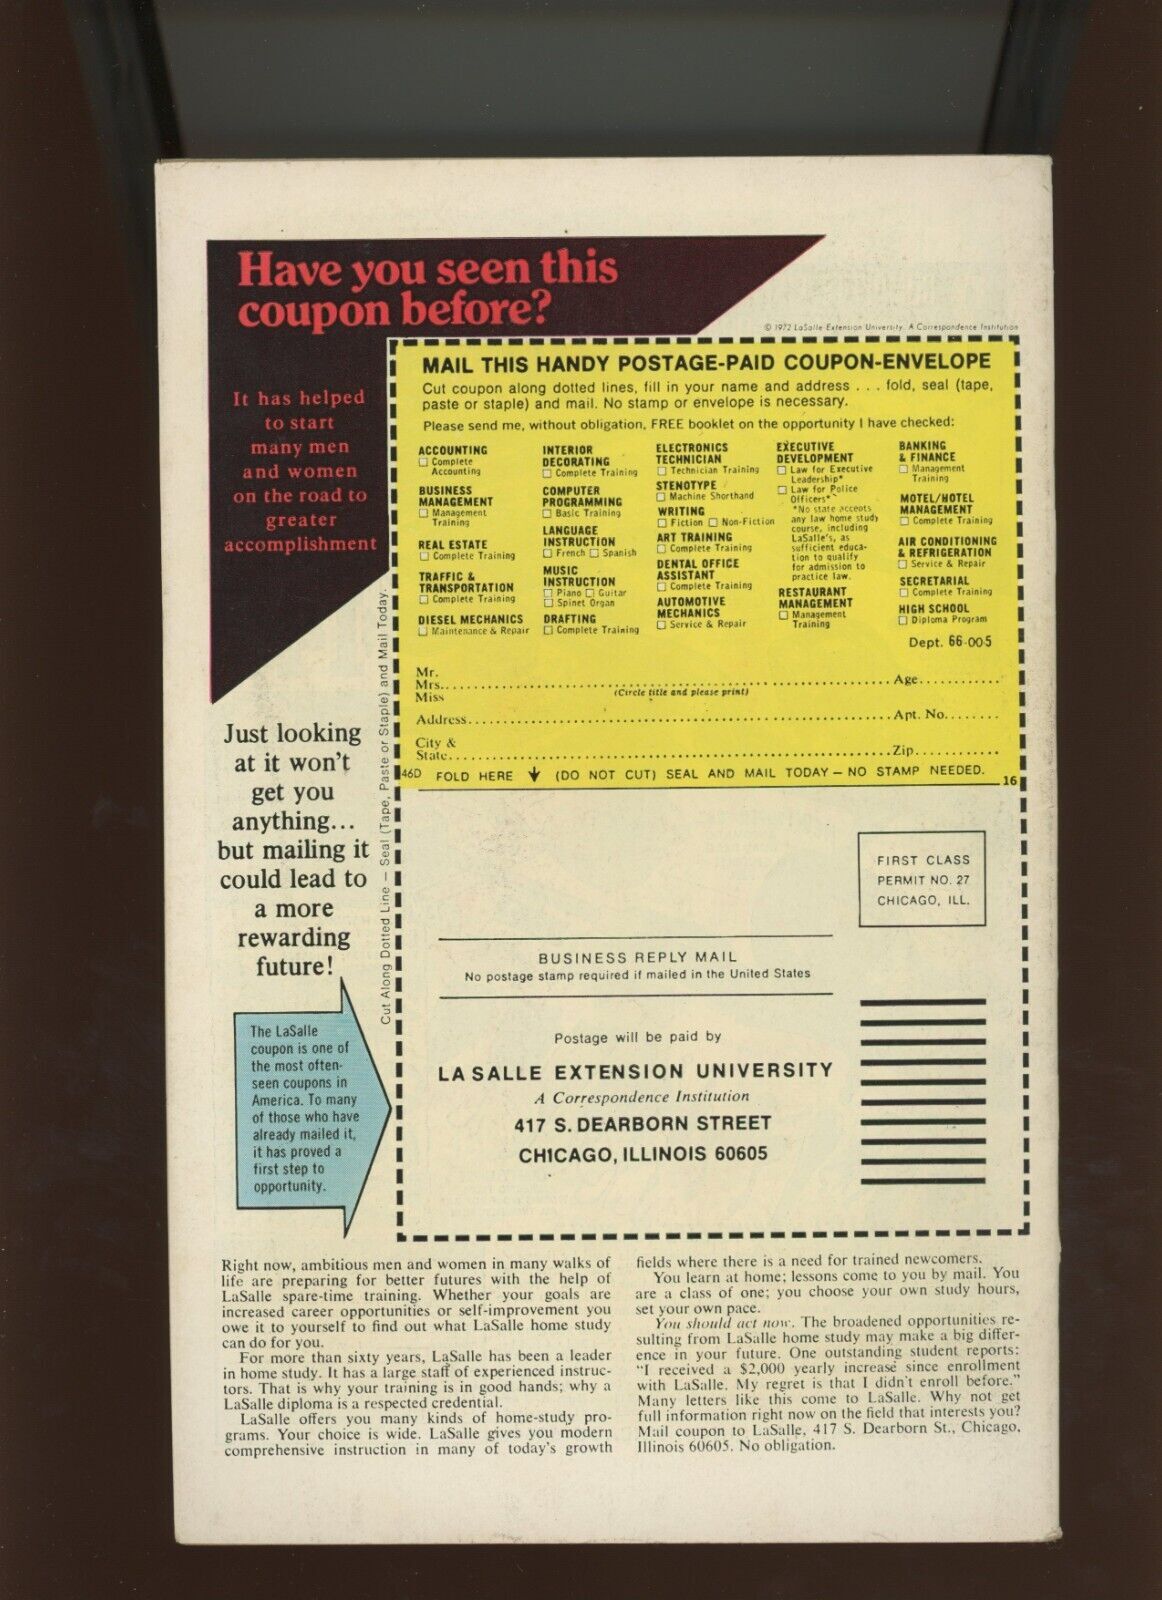 Have you seen this
coupon before?
© 1972 LaSalle Extension University. A Correspondence Institution
It has helped
to start
many men
and women
on the road to
greater
accomplishment
MAIL THIS HANDY POSTAGE-PAID COUPON-ENVELOPE
Cut coupon along dotted lines, fill in your name and address . . . fold, seal (tape,
paste or staple) and mail. No stamp or envelope is necessary.
Please send me, without obligation, FREE booklet on the opportunity I have checked:
ACCOUNTING
☐ Complete
Accounting
BUSINESS
MANAGEMENT
☐ Management
Training
REAL ESTATE
☐ Complete Training
TRAFFIC &
TRANSPORTATION
☐ Complete Training
DIESEL MECHANICS
☐ Maintenance & Repair
INTERIOR
DECORATING
☐ Complete Training
COMPUTER
PROGRAMMING
☐ Basic Training
LANGUAGE
INSTRUCTION
☐ French ☐ Spanish
MUSIC
INSTRUCTION
☐ Piano ☐ Guitar
☐ Spinet Organ
DRAFTING
☐ Complete Training
ELECTRONICS
TECHNICIAN
☐ Technician Training
STENOTYPE
☐ Machine Shorthand
WRITING
☐ Fiction ☐ Non-Fiction
ART TRAINING
☐ Complete Training
DENTAL OFFICE
ASSISTANT
☐ Complete Training
AUTOMOTIVE
MECHANICS
☐ Service & Repair
EXECUTIVE
DEVELOPMENT
☐ Law for Executive
Leadership*
☐ Law for Police
Officers*
*No state accepts
any law home study
course, including
LaSalle's, as
sufficient educa-
tion to qualify
for admission to
practice law.
RESTAURANT
MANAGEMENT
☐ Management
Training
BANKING
& FINANCE
☐ Management
Training
MOTEL/HOTEL
MANAGEMENT
☐ Complete Training
AIR CONDITIONING
& REFRIGERATION
☐ Service & Repair
SECRETARIAL
☐ Complete Training
HIGH SCHOOL
☐ Diploma Program
Dept. 66-005
Mr.
Mrs. Age
Miss (Circle title and please print)
Address Apt. No.
City &
State Zip
46D FOLD HERE ↓ (DO NOT CUT) SEAL AND MAIL TODAY — NO STAMP NEEDED. 16
Cut Along Dotted Line — Seal (Tape, Paste or Staple) and Mail Today.
Just looking
at it won't
get you
anything...
but mailing it
could lead to
a more
rewarding
future!
The LaSalle
coupon is one of
the most often-
seen coupons in
America. To many
of those who have
already mailed it,
it has proved a
first step to
opportunity.
FIRST CLASS
PERMIT NO. 27
CHICAGO, ILL.
BUSINESS REPLY MAIL
No postage stamp required if mailed in the United States
Postage will be paid by
LA SALLE EXTENSION UNIVERSITY
A Correspondence Institution
417 S. DEARBORN STREET
CHICAGO, ILLINOIS 60605
Right now, ambitious men and women in many walks of
life are preparing for better futures with the help of
LaSalle spare-time training. Whether your goals are
increased career opportunities or self-improvement you
owe it to yourself to find out what LaSalle home study
can do for you.
For more than sixty years, LaSalle has been a leader
in home study. It has a large staff of experienced instruc-
tors. That is why your training is in good hands; why a
LaSalle diploma is a respected credential.
LaSalle offers you many kinds of home-study pro-
grams. Your choice is wide. LaSalle gives you modern
comprehensive instruction in many of today's growth
fields where there is a need for trained newcomers.
You learn at home; lessons come to you by mail. You
are a class of one; you choose your own study hours,
set your own pace.
You should act now. The broadened opportunities re-
sulting from LaSalle home study may make a big differ-
ence in your future. One outstanding student reports:
"I received a $2,000 yearly increase since enrollment
with LaSalle. My regret is that I didn't enroll before."
Many letters like this come to LaSalle. Why not get
full information right now on the field that interests you?
Mail coupon to LaSalle, 417 S. Dearborn St., Chicago,
Illinois 60605. No obligation.